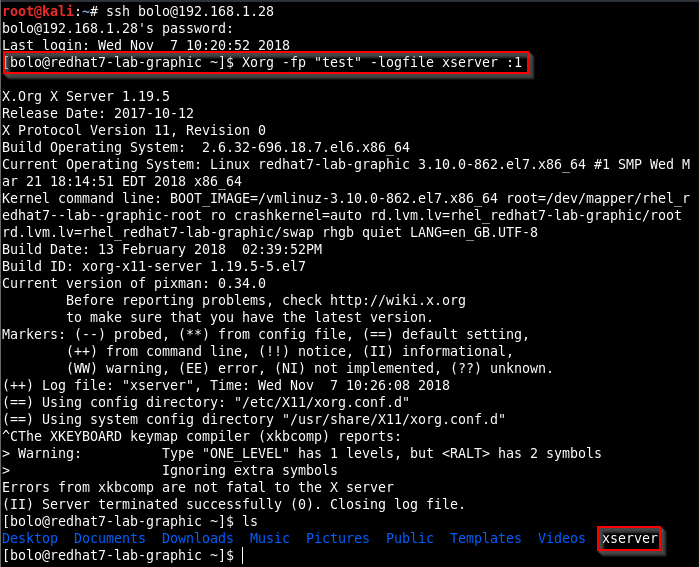 root@kali:~# ssh bolo@192.168.1.28
bolo@192.168.1.28's password:
Last login: Wed Nov  7 10:20:52 2018
[bolo@redhat7-lab-graphic ~]$ Xorg -fp "test" -logfile xserver :1
X.Org X Server 1.19.5
Release Date: 2017-10-12
X Protocol Version 11, Revision 0
Build Operating System:  2.6.32-696.18.7.el6.x86_64
Current Operating System: Linux redhat7-lab-graphic 3.10.0-862.el7.x86_64 #1 SMP Wed M
ar 21 18:14:51 EDT 2018 x86_64
Kernel command line: BOOT_IMAGE=/vmlinuz-3.10.0-862.el7.x86_64 root=/dev/mapper/rhel_r
edhat7--lab--graphic-root ro crashkernel=auto rd.lvm.lv=rhel_redhat7-lab-graphic/root
rd.lvm.lv=rhel_redhat7-lab-graphic/swap rhgb quiet LANG=en_GB.UTF-8
Build Date: 13 February 2018  02:39:52PM
Build ID: xorg-x11-server 1.19.5-5.el7
Current version of pixman: 0.34.0
        Before reporting problems, check http://wiki.x.org
        to make sure that you have the latest version.
Markers: (--) probed, (**) from config file, (==) default setting,
        (++) from command line, (!!) notice, (II) informational,
        (WW) warning, (EE) error, (NI) not implemented, (??) unknown.
(++) Log file: "xserver", Time: Wed Nov  7 10:26:08 2018
(==) Using config directory: "/etc/X11/xorg.conf.d"
(==) Using system config directory "/usr/share/X11/xorg.conf.d"
^CThe XKEYBOARD keymap compiler (xkbcomp) reports:
> Warning:          Type "ONE_LEVEL" has 1 levels, but <RALT> has 2 symbols
>                   Ignoring extra symbols
Errors from xkbcomp are not fatal to the X server
(II) Server terminated successfully (0). Closing log file.
[bolo@redhat7-lab-graphic ~]$ ls
Desktop  Documents  Downloads  Music  Pictures  Public  Templates  Videos  xserver
[bolo@redhat7-lab-graphic ~]$